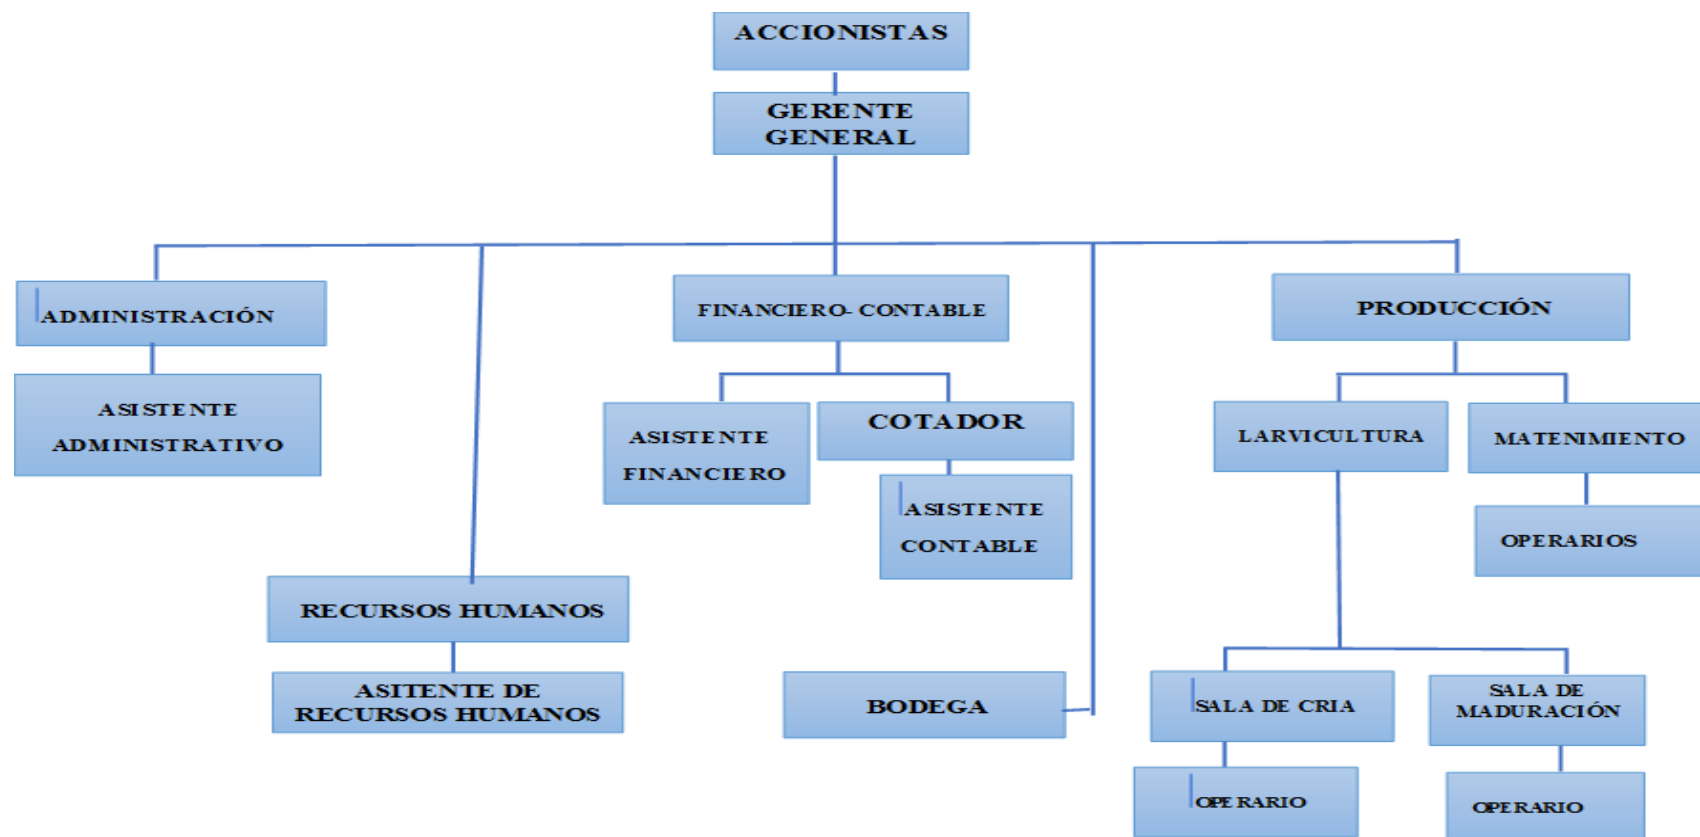 ACCIONISTAS
GERENTE
GENERAL
ADMINISTRACIÓN
FINANCIERO- CONTABLE
PRODUCCIÓN
ASISTENTE
ADMINISTRATIVO
ASISTENTE
FINANCIERO
COTADOR
LARVICULTURA
MATENIMIENTO
ASISTENTE
CONTABLE
OPERARIOS
RECURSOS HUMANOS
ASITENTE DE
RECURSOS HUMANOS
BODEGA
SALA DE CRIA
SALA DE
MADURACIÓN
OPERARIO
OPERARIO